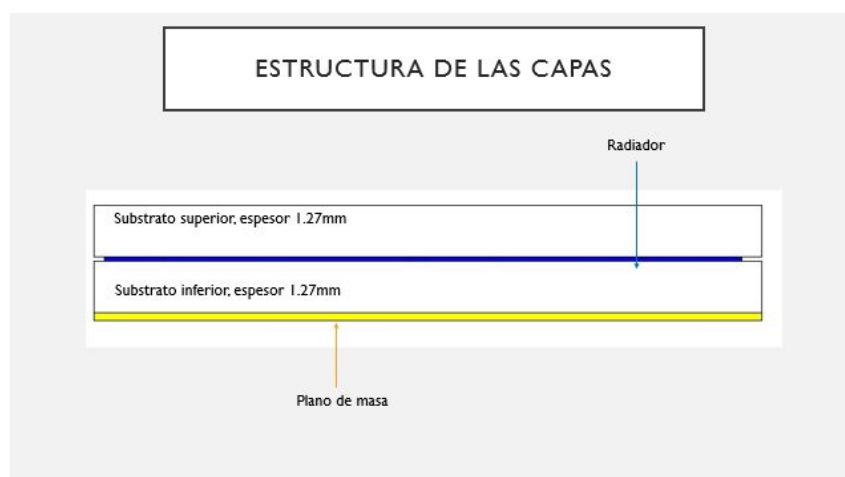 ESTRUCTURA DE LAS CAPAS
Radiador
Substrato superior, espesor 1.27mm
Substrato inferior, espesor 1.27mm
Plano de masa